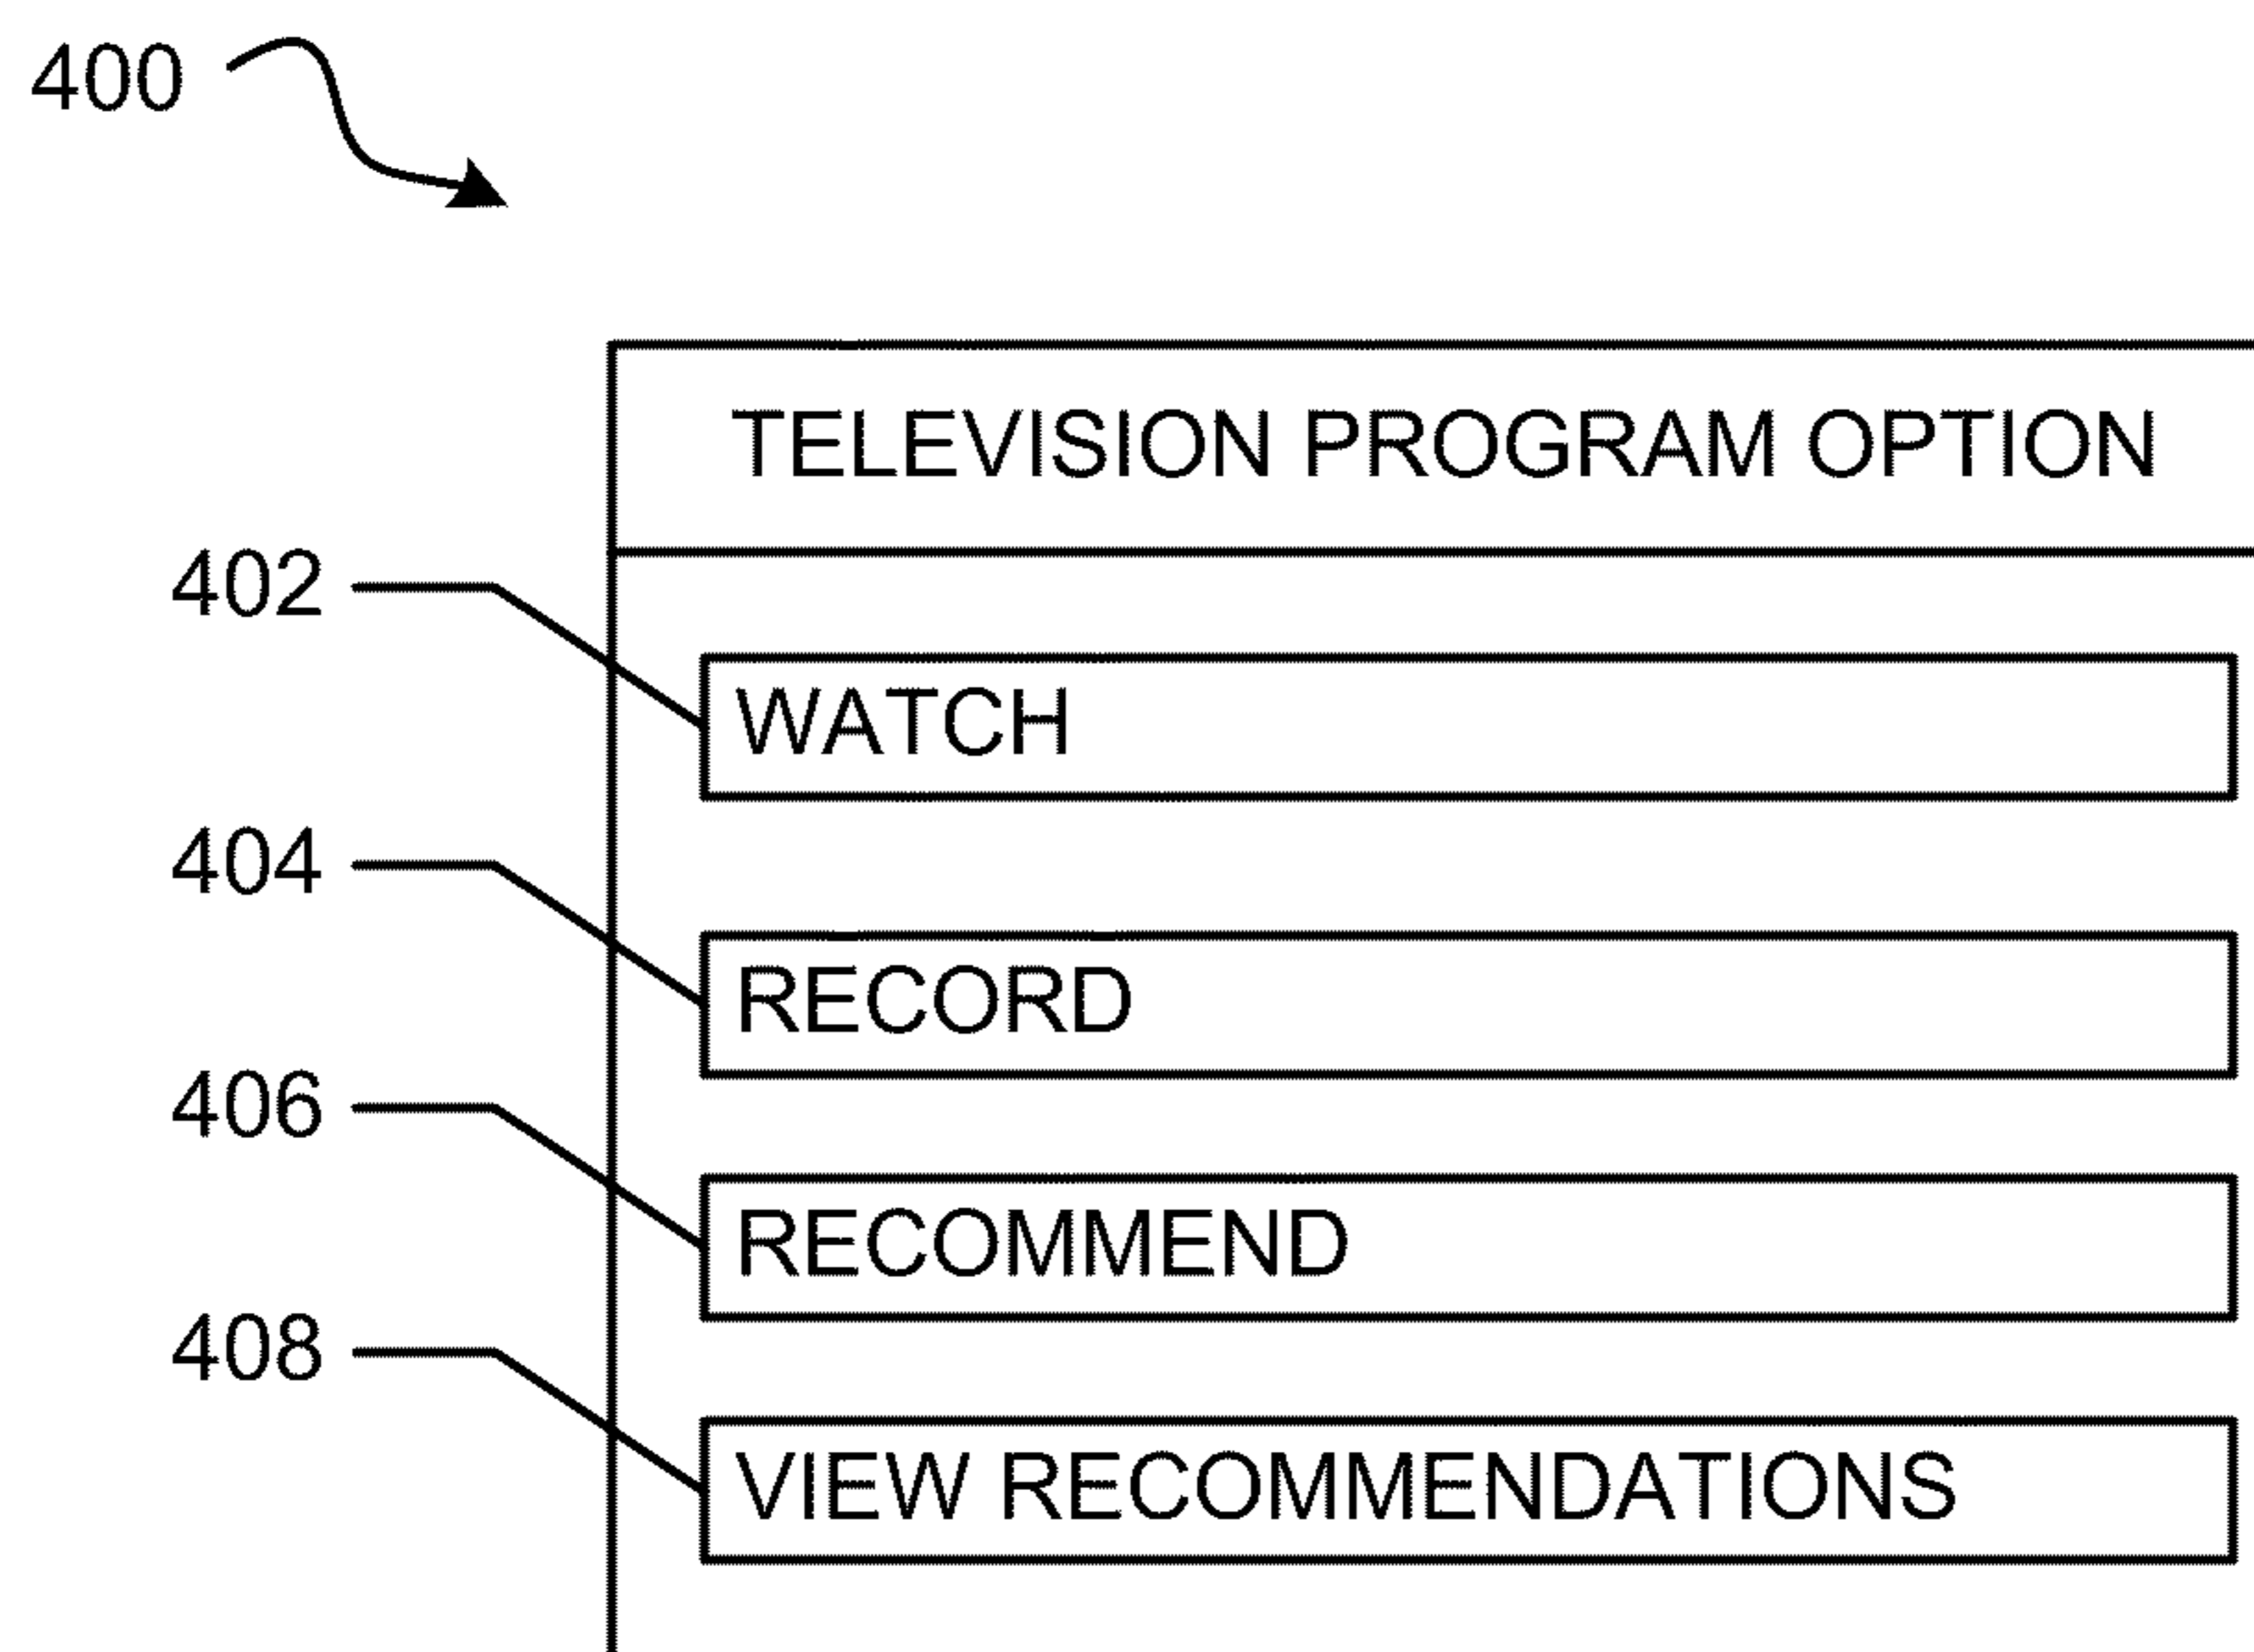 400
TELEVISION PROGRAM OPTION
402
WATCH
404
RECORD
406
RECOMMEND
408
VIEW RECOMMENDATIONS